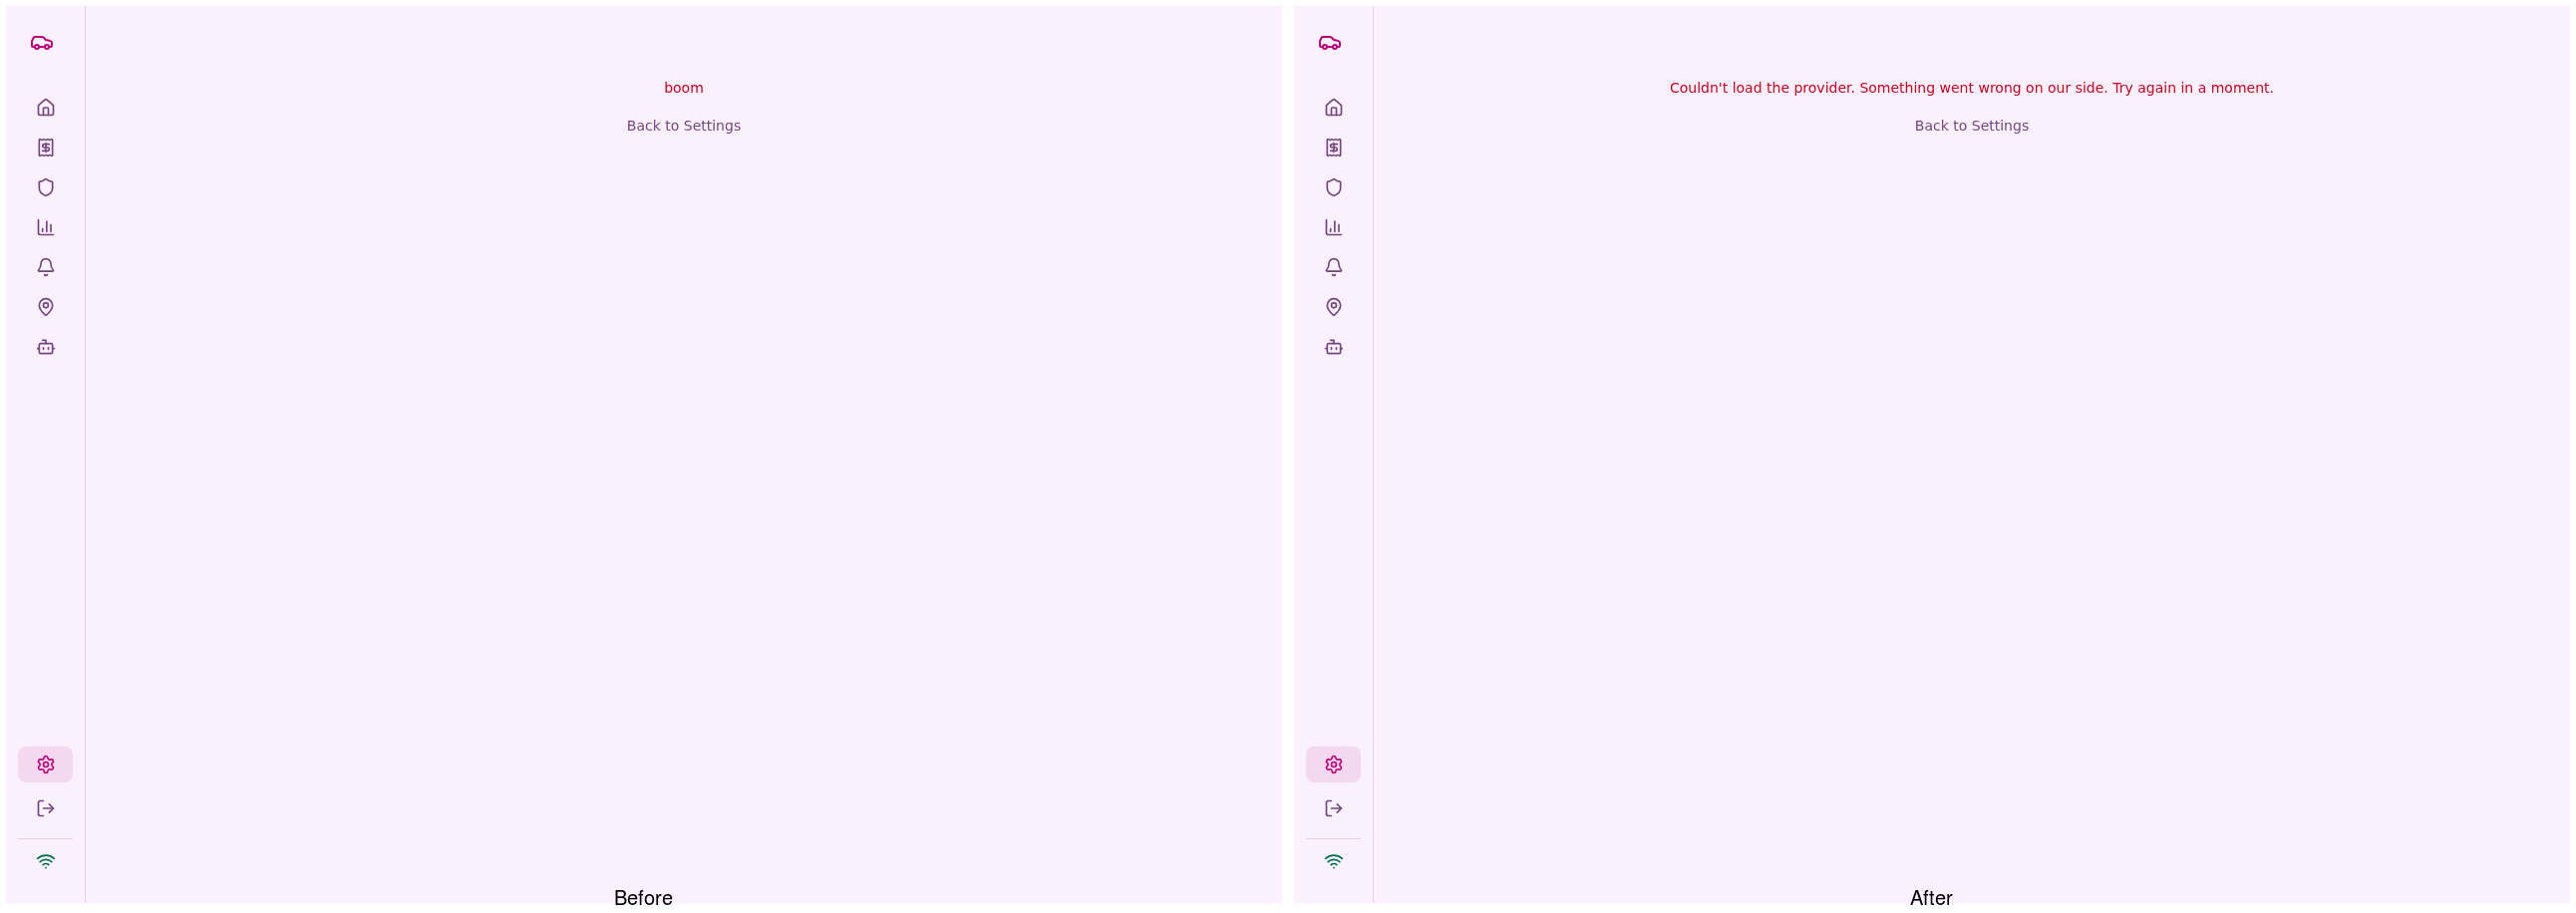 boom
Back to Settings
Before
Couldn't load the provider. Something went wrong on our side. Try again in a moment.
Back to Settings
After